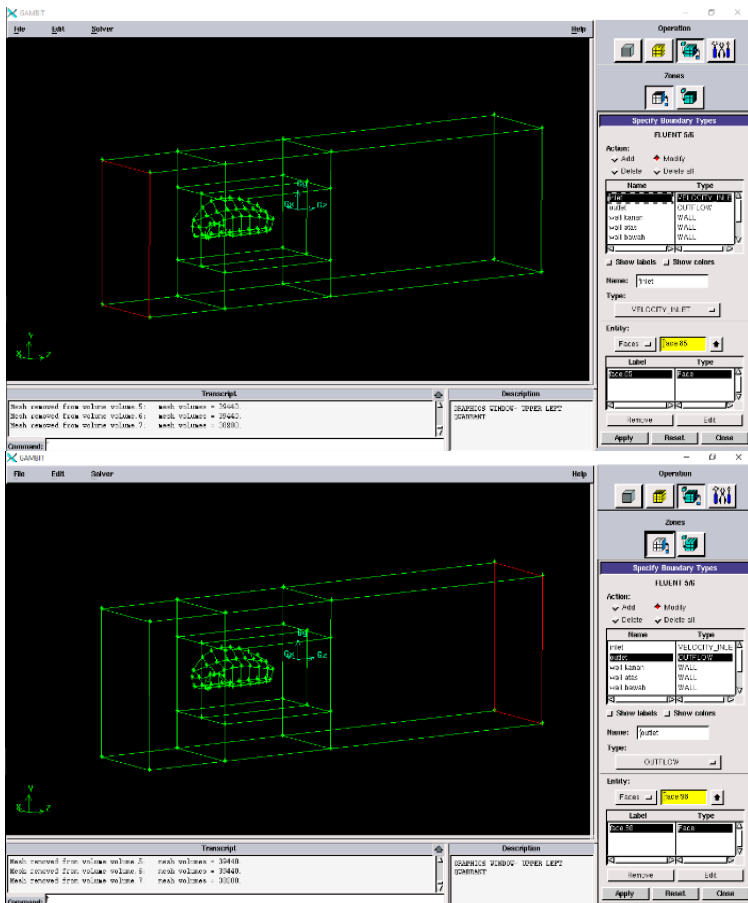 GAMBIT
File Edit Solver Help
Operation
Zones
Specify Boundary Types
FLUENT 5/6
Action:
Add Modify
Delete Delete all
Name Type
inlet VELOCITY_INLE
outlet OUTFLOW
wall kanan WALL
wall atas WALL
wall bawah WALL
Show labels Show colors
Name: inlet
Type:
VELOCITY_INLET
Entity:
Faces face.85
Label Type
face.85 Face
Remove Edit
Apply Reset Close
Gy
Gx Gz
Y
X Z
Transcript
Mesh removed from volume volume.5: mesh volumes = 39440.
Mesh removed from volume volume.6: mesh volumes = 39440.
Mesh removed from volume volume.7: mesh volumes =
Command:
Description
GRAPHICS WINDOW- UPPER LEFT
QUADRANT
GAMBIT
File Edit Solver Help
Operation
Zones
Specify Boundary Types
FLUENT 5/6
Action:
Add Modify
Delete Delete all
Name Type
inlet VELOCITY_INLE
outlet OUTFLOW
wall kanan WALL
wall atas WALL
wall bawah WALL
Show labels Show colors
Name: outlet
Type:
OUTFLOW
Entity:
Faces face.98
Label Type
face.98 Face
Remove Edit
Apply Reset Close
Gy
Gx Gz
Y
X Z
Transcript
Mesh removed from volume volume.5: mesh volumes = 39440.
Mesh removed from volume volume.6: mesh volumes = 39440.
Mesh removed from volume volume.7: mesh volumes =
Command:
Description
GRAPHICS WINDOW- UPPER LEFT
QUADRANT